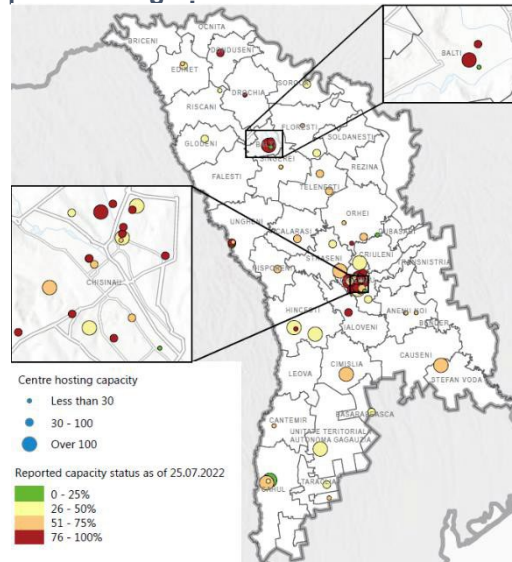 OCNITA
BRICENI
DONDUSENI
EDINET
SOROCA
DROCHIA
RISCANI
BALTI
FLORESTI
SOLDANESTI
GLODENI
SINGEREI
REZINA
FALESTI
TELENESTI
ORHEI
UNGHENI
CALARASI
DUBASARI
STRASENI
CRIULENI
TRANSNISTRIA
NISPORENI
CHISINAU
ANENII NOI
BENDER
HINCESTI
IALOVENI
CAUSENI
STEFAN VODA
CIMISLIA
LEOVA
BASARABEASCA
CANTEMIR
UNITATE TERITORIALA
AUTONOMA GAGAUZIA
TARACLIA
CAHUL
Centre hosting capacity
Less than 30
30 - 100
Over 100
Reported capacity status as of 25.07.2022
0 - 25%
26 - 50%
51 - 75%
76 - 100%